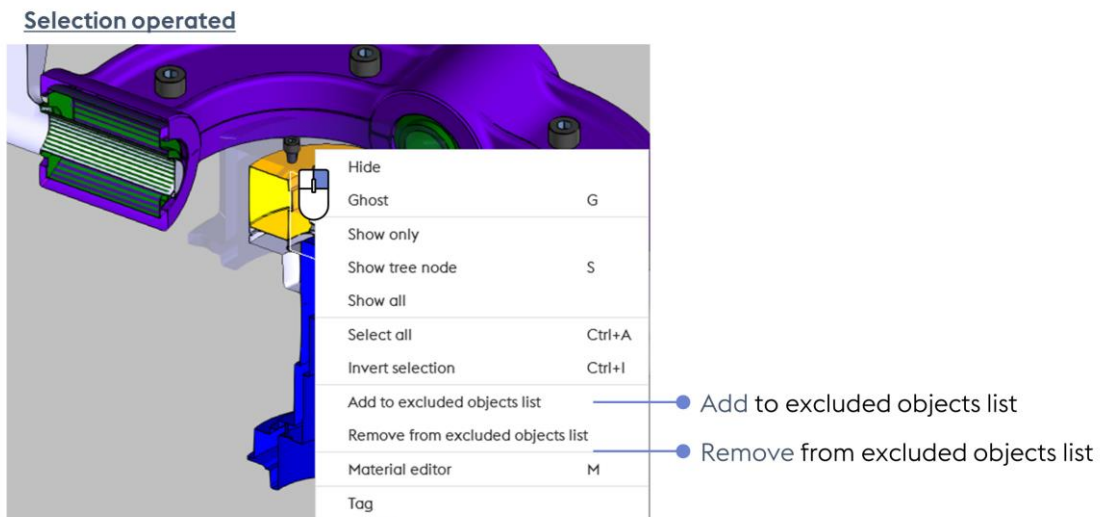 Selection operated
Hide
Ghost G
Show only
Show tree node S
Show all
Select all Ctrl+A
Invert selection Ctrl+I
Add to excluded objects list
Remove from excluded objects list
Material editor M
Tag
Add to excluded objects list
Remove from excluded objects list